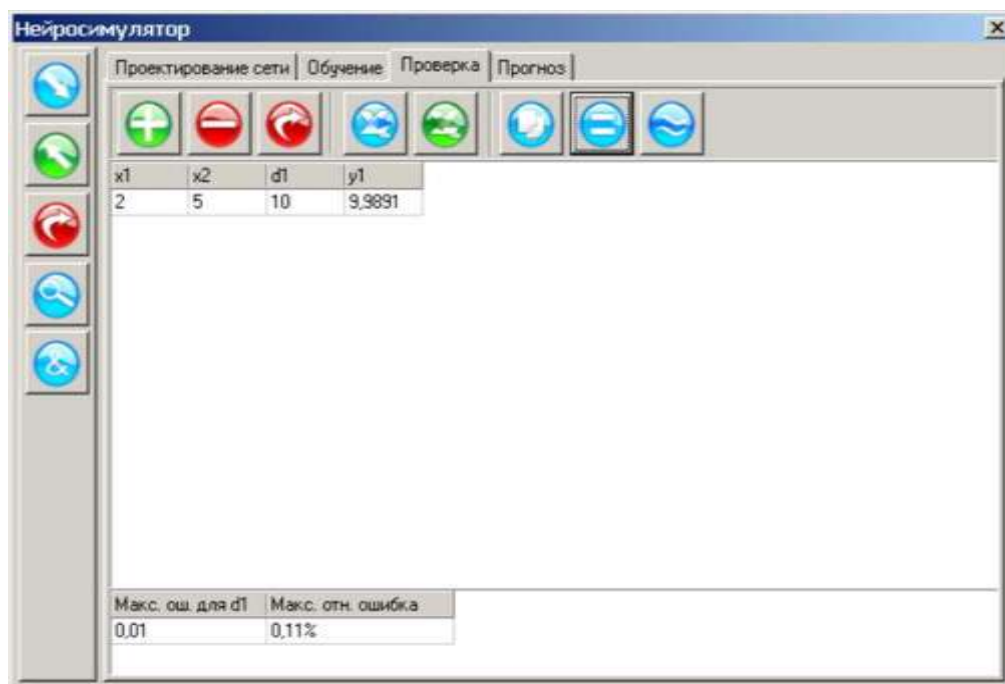 Нейросимулятор
Проектирование сети Обучение Проверка Прогноз
x1 x2 d1 y1
2 5 10 9,9891
Макс. ош. для d1 Макс. отн. ошибка
0,01 0,11%